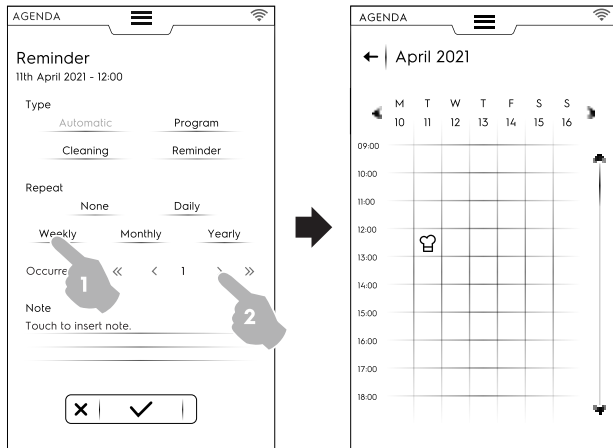 AGENDA
Reminder
11th April 2021 - 12:00
Type
Automatic Program
Cleaning Reminder
Repeat
None Daily
Weekly Monthly Yearly
Occurre « < 1 > »
1
2
Note
Touch to insert note.
AGENDA
April 2021
M T W T F S S
10 11 12 13 14 15 16
09:00
10:00
11:00
12:00
13:00
14:00
15:00
16:00
17:00
18:00